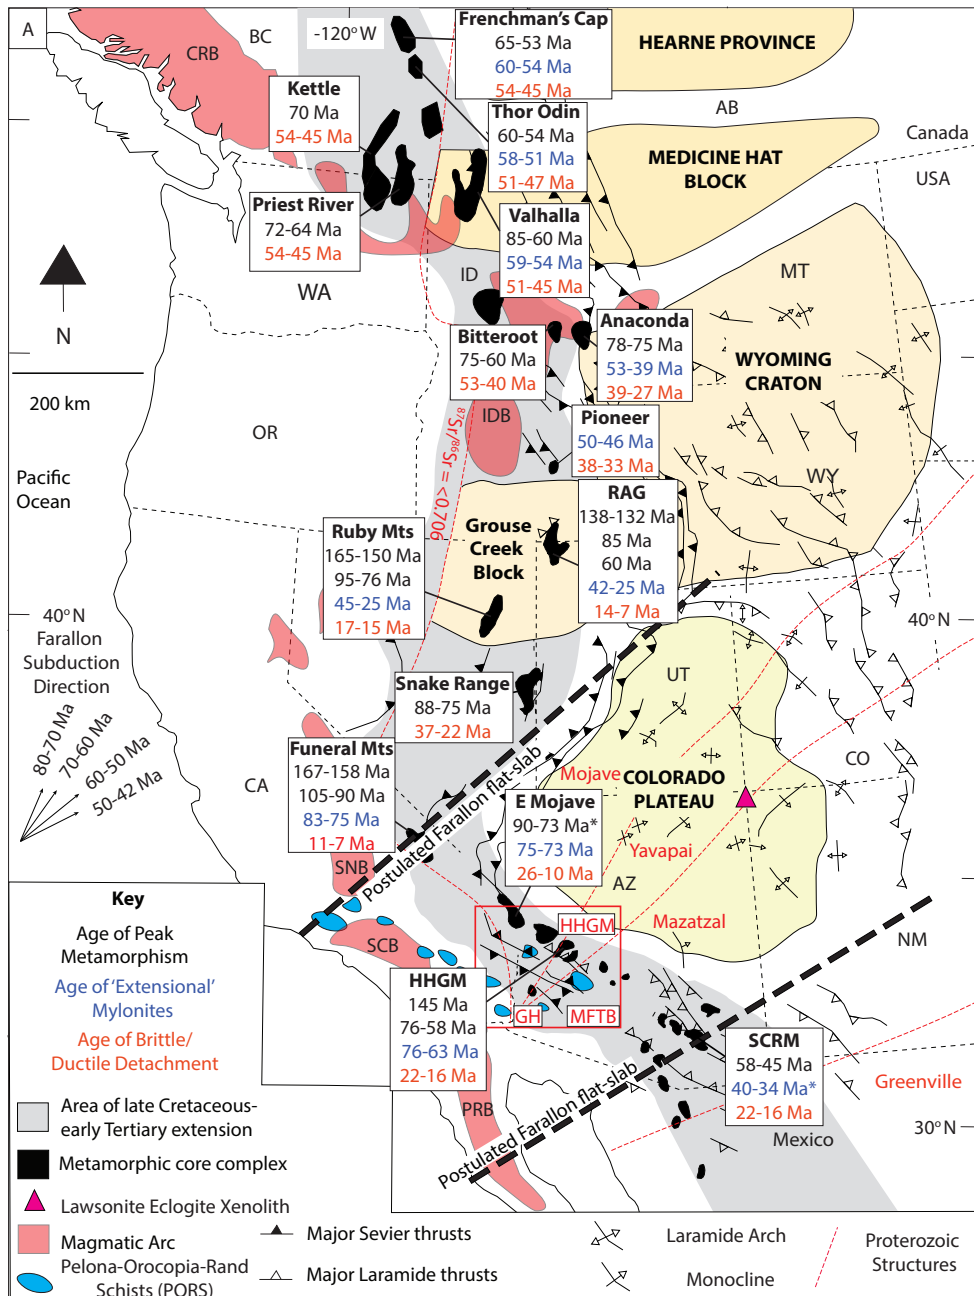 A
BC
-120° W
CRB
Frenchman's Cap
65-53 Ma
60-54 Ma
54-45 Ma
HEARNE PROVINCE
AB
Canada
USA
Kettle
70 Ma
54-45 Ma
Thor Odin
60-54 Ma
58-51 Ma
51-47 Ma
MEDICINE HAT
BLOCK
Priest River
72-64 Ma
54-45 Ma
Valhalla
85-60 Ma
59-54 Ma
51-45 Ma
WA
ID
MT
N
200 km
Bitteroot
75-60 Ma
53-40 Ma
Anaconda
78-75 Ma
53-39 Ma
39-27 Ma
WYOMING
CRATON
IDB
Pioneer
50-46 Ma
38-33 Ma
OR
Pacific
Ocean
87Sr/86Sr = <0.706
WY
RAG
138-132 Ma
85 Ma
60 Ma
42-25 Ma
14-7 Ma
Grouse
Creek
Block
Ruby Mts
165-150 Ma
95-76 Ma
45-25 Ma
17-15 Ma
40° N
40° N
Farallon
Subduction
Direction
80-70 Ma
70-60 Ma
60-50 Ma
50-42 Ma
UT
Snake Range
88-75 Ma
37-22 Ma
CO
Funeral Mts
167-158 Ma
105-90 Ma
83-75 Ma
11-7 Ma
CA
Mojave
COLORADO
PLATEAU
E Mojave
90-73 Ma*
75-73 Ma
26-10 Ma
Yavapai
Postulated Farallon flat-slab
SNB
AZ
Mazatzal
NM
SCB
HHGM
GH
MFTB
HHGM
145 Ma
76-58 Ma
76-63 Ma
22-16 Ma
PRB
Postulated Farallon flat-slab
SCRM
58-45 Ma
40-34 Ma*
22-16 Ma
Greenville
Mexico
30° N
Key
Age of Peak
Metamorphism
Age of 'Extensional'
Mylonites
Age of Brittle/
Ductile Detachment
Area of late Cretaceous-
early Tertiary extension
Metamorphic core complex
Lawsonite Eclogite Xenolith
Magmatic Arc
Pelona-Orocopia-Rand
Schists (PORS)
Major Sevier thrusts
Major Laramide thrusts
Laramide Arch
Monocline
Proterozoic
Structures